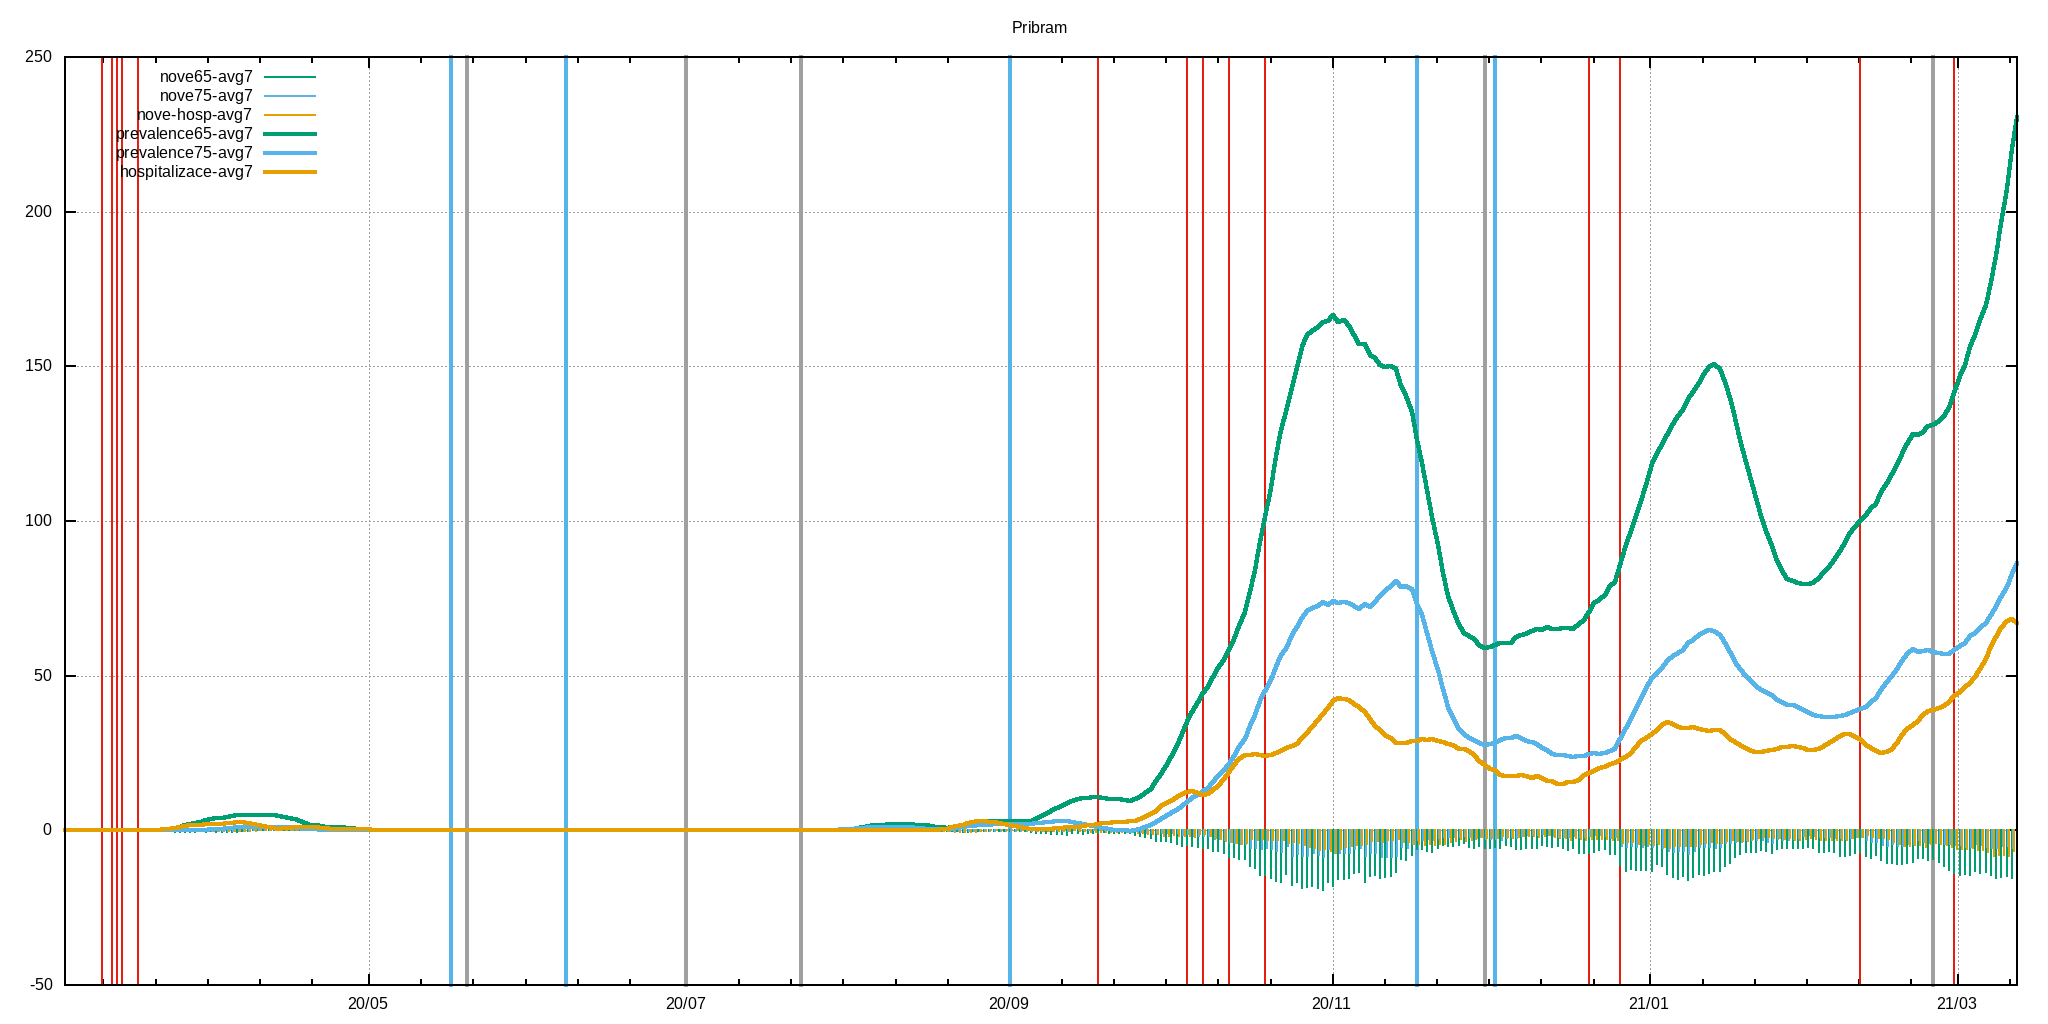 Pribram
250
nove65-avg7
nove75-avg7
nove-hosp-avg7
prevalence65-avg7
prevalence75-avg7
hospitalizace-avg7
200
150
100
50
0
-50
20/05
20/07
20/09
20/11
21/01
21/03